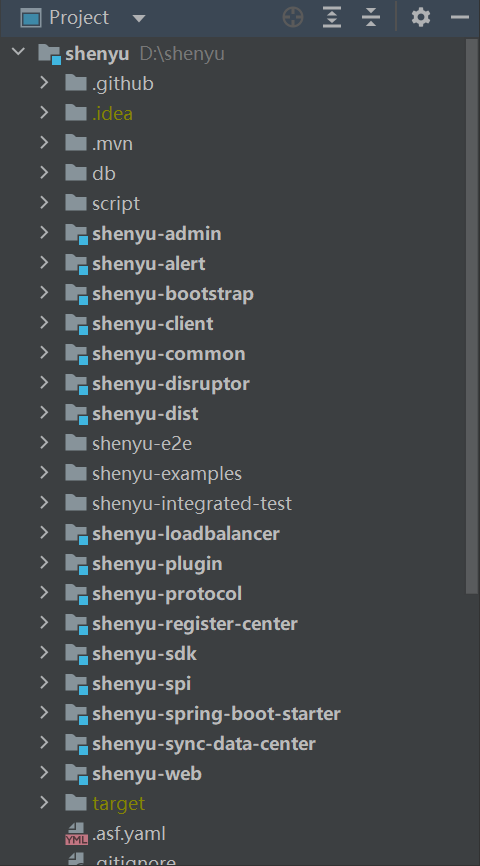 Project
shenyu D:\shenyu
.github
.idea
.mvn
db
script
shenyu-admin
shenyu-alert
shenyu-bootstrap
shenyu-client
shenyu-common
shenyu-disruptor
shenyu-dist
shenyu-e2e
shenyu-examples
shenyu-integrated-test
shenyu-loadbalancer
shenyu-plugin
shenyu-protocol
shenyu-register-center
shenyu-sdk
shenyu-spi
shenyu-spring-boot-starter
shenyu-sync-data-center
shenyu-web
target
YML .asf.yaml
.gitignore